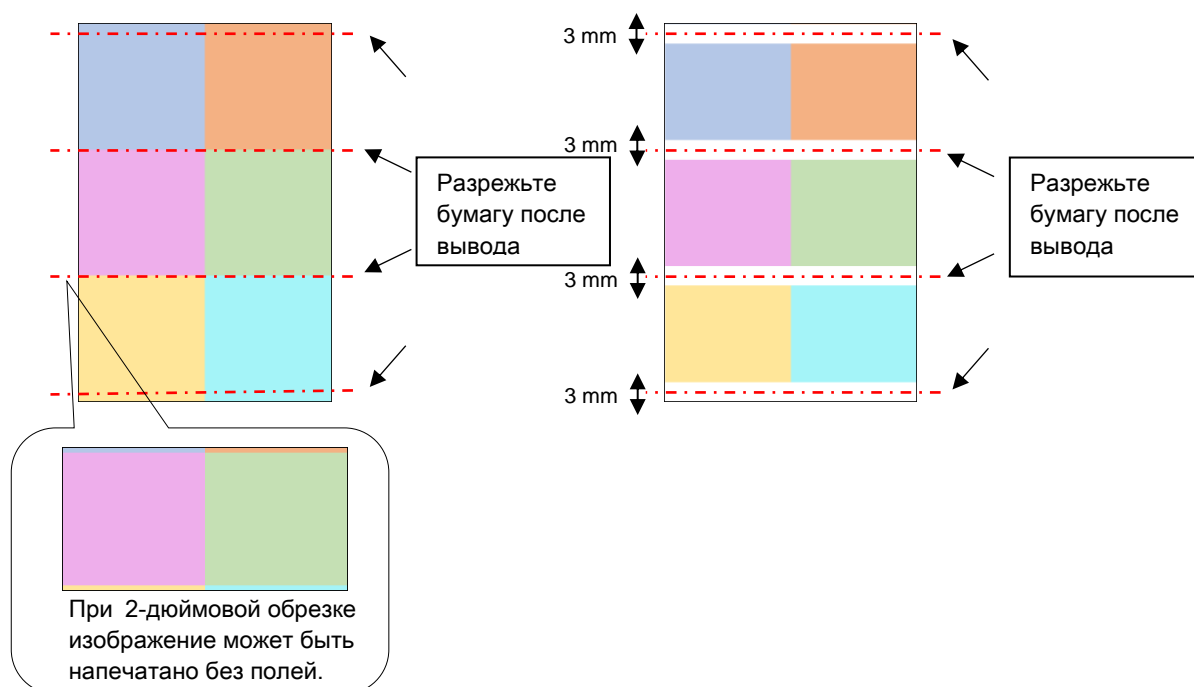 Разрежьте
бумагу после
вывода
При 2-дюймовой обрезке
изображение может быть
напечатано без полей.
3 mm
3 mm
3 mm
3 mm
Разрежьте
бумагу после
вывода